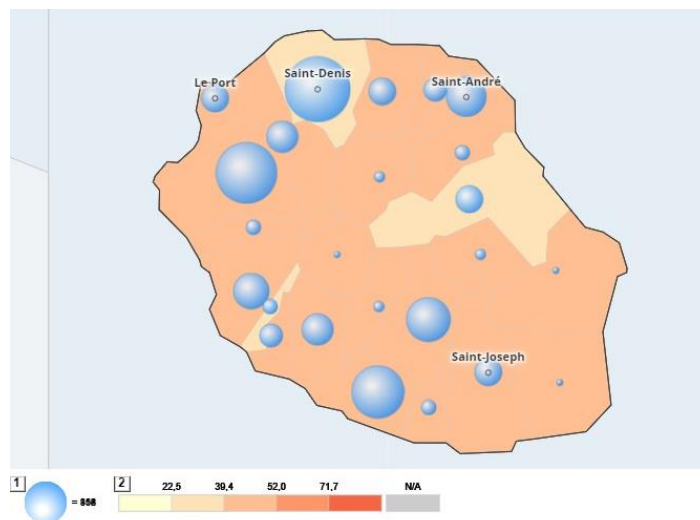 Saint-Denis
Le Port
Saint-André
Saint-Joseph
1
2
22,5 39,4 52,0 71,7 N/A